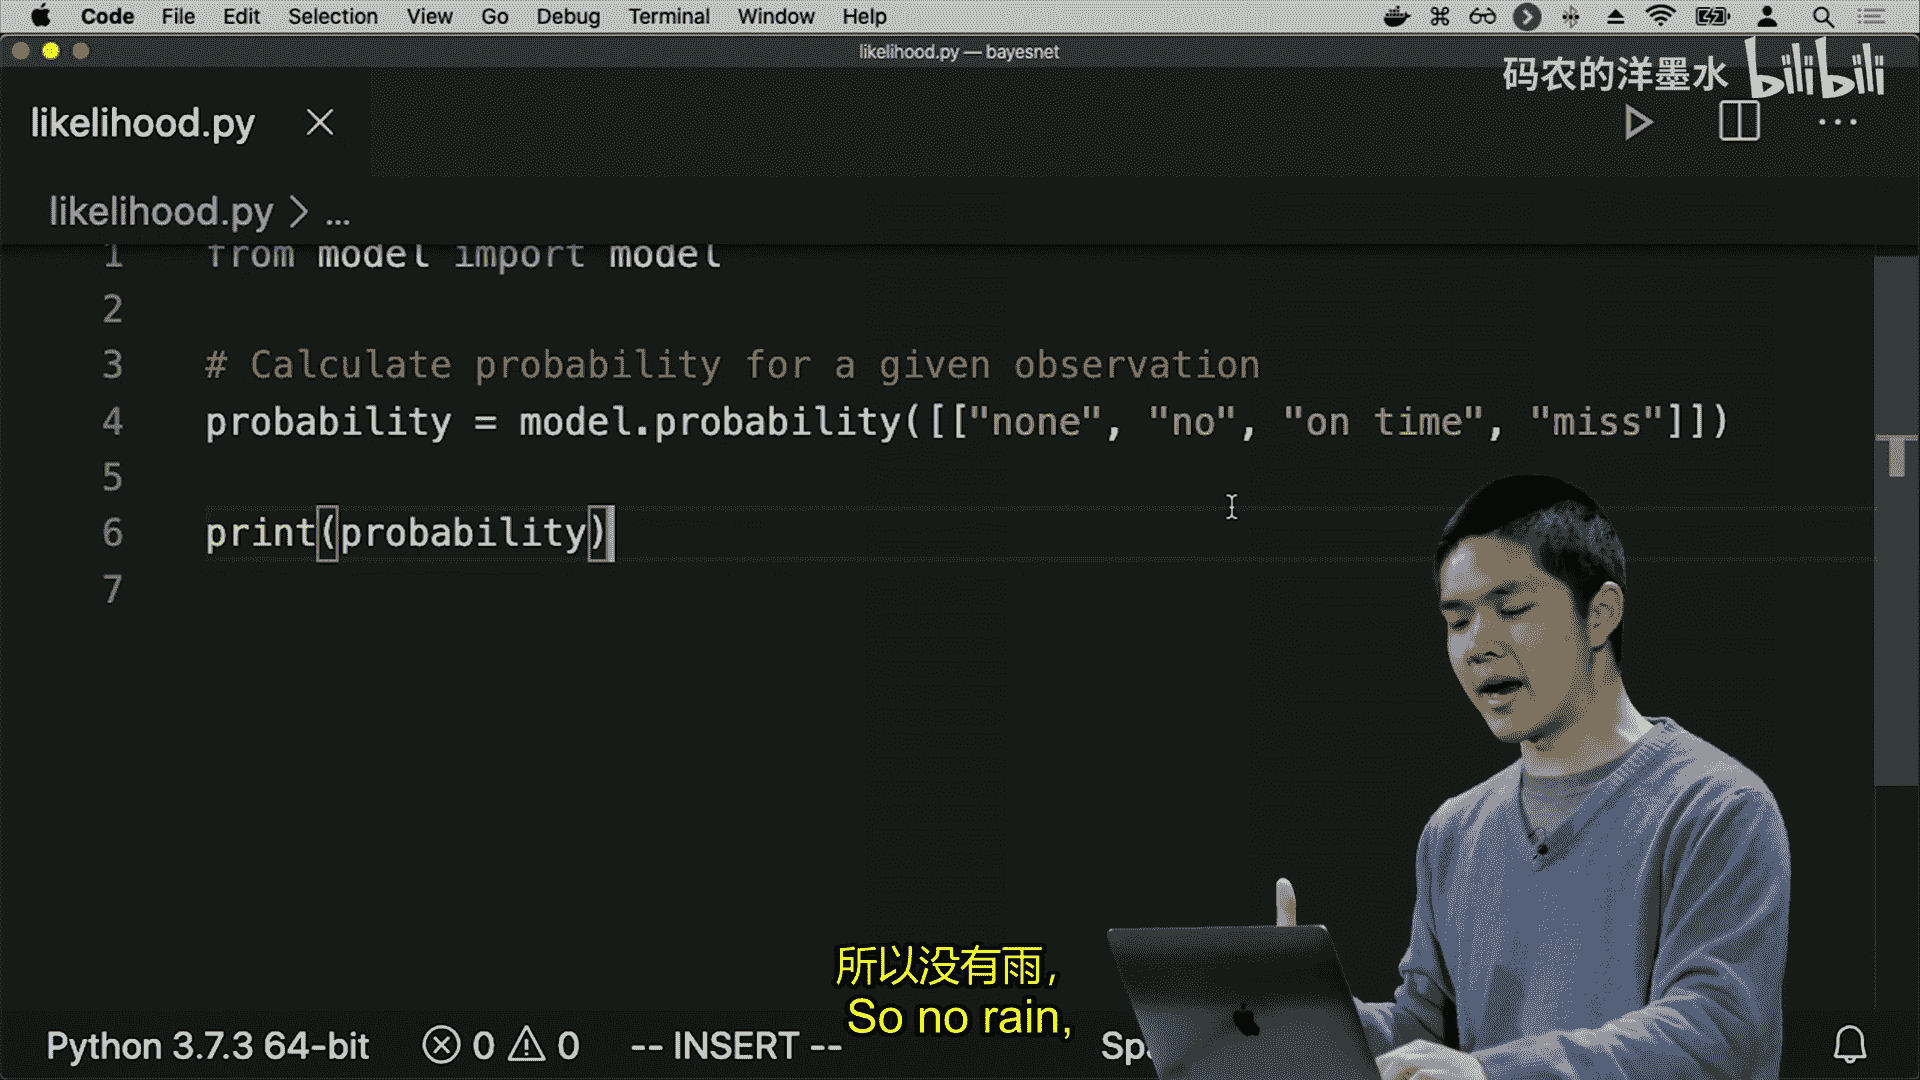 Code File Edit Selection View Go Debug Terminal Window Help
likelihood.py — bayesnet
码农的洋墨水 bilibili
likelihood.py
likelihood.py > ...
1 from model import model
2
3 # Calculate probability for a given observation
4 probability = model.probability([["none", "no", "on time", "miss"]])
5
6 print(probability)
7
所以没有雨,
So no rain,
Python 3.7.3 64-bit 0 0 -- INSERT --